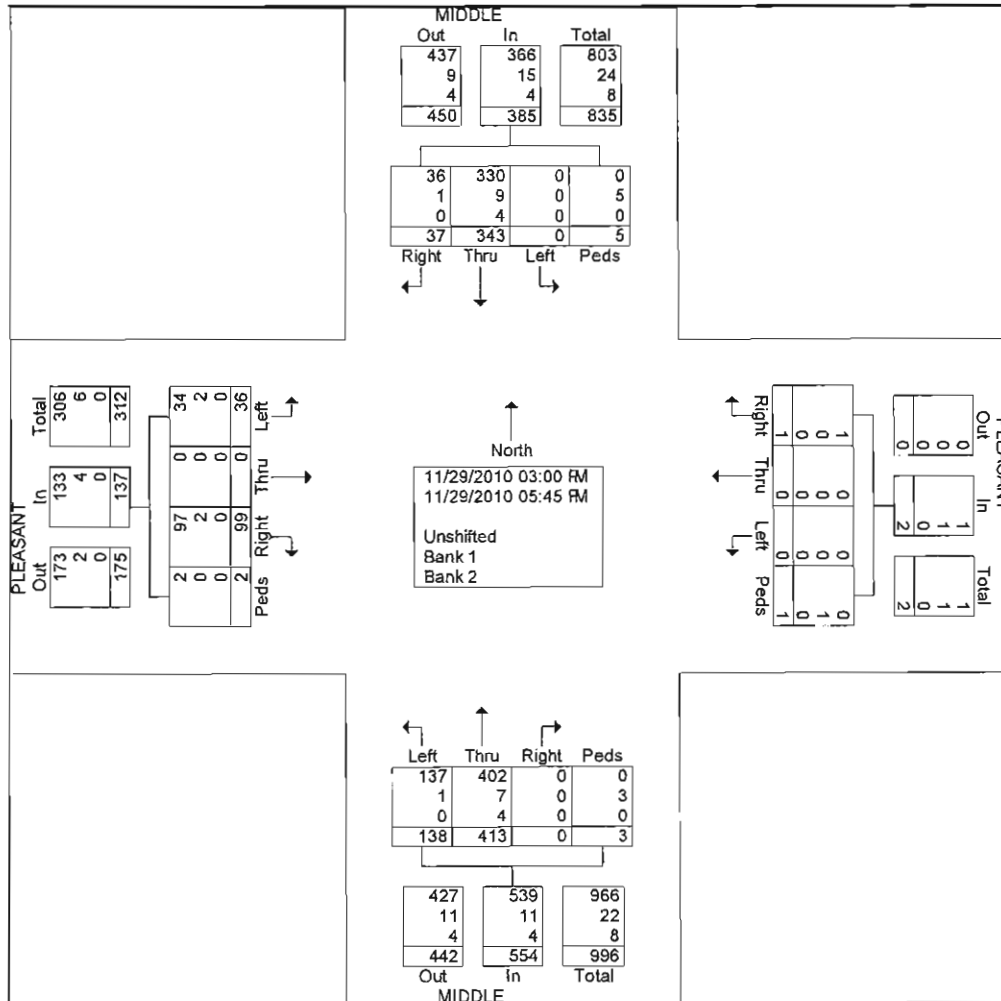 MIDDLE
Out In Total
437 366 803
9 15 24
4 4 8
450 385 835
36 330 0 0
1 9 0 5
0 4 0 0
37 343 0 5
Right Thru Left Peds
PLEASANT
Total
306 6 0 312
In
133 4 0 137
Out
173 2 0 175
34 2 0 36
Left
0 0 0 0
Thru
97 2 0 99
Right
2 0 0 2
Peds
North
11/29/2010 03:00 PM
11/29/2010 05:45 PM
Unshifted
Bank 1
Bank 2
Right
1 0 0 1
Thru
0 0 0 0
Left
0 0 0 0
Peds
0 1 0 1
PLEASANT
Out
0 0 0 0
In
1 1 0 2
Total
1 1 0 2
Left Thru Right Peds
137 402 0 0
1 7 0 3
0 4 0 0
138 413 0 3
427 539 966
11 11 22
4 4 8
442 554 996
Out In Total
MIDDLE